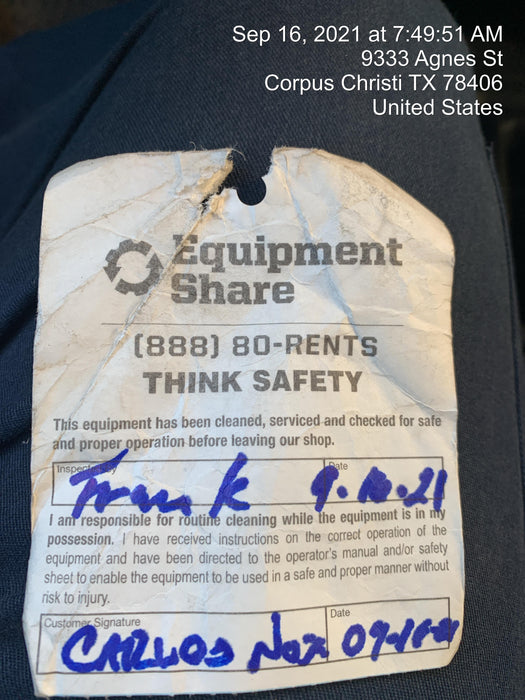 Sep 16, 2021 at 7:49:51 AM
9333 Agnes St
Corpus Christi TX 78406
United States
Equipment
Share
(888) 80-RENTS
THINK SAFETY
This equipment has been cleaned, serviced and checked for safe
and proper operation before leaving our shop.
Date
Frank
I am responsible for routine cleaning while the equipment is in my
possession. I have received instructions on the correct operation of the
equipment and have been directed to the operator's manual and/or safety
sheet to enable the equipment to be used in a safe and proper manner without
risk to injury.
Customer Signature Date
CARLOS